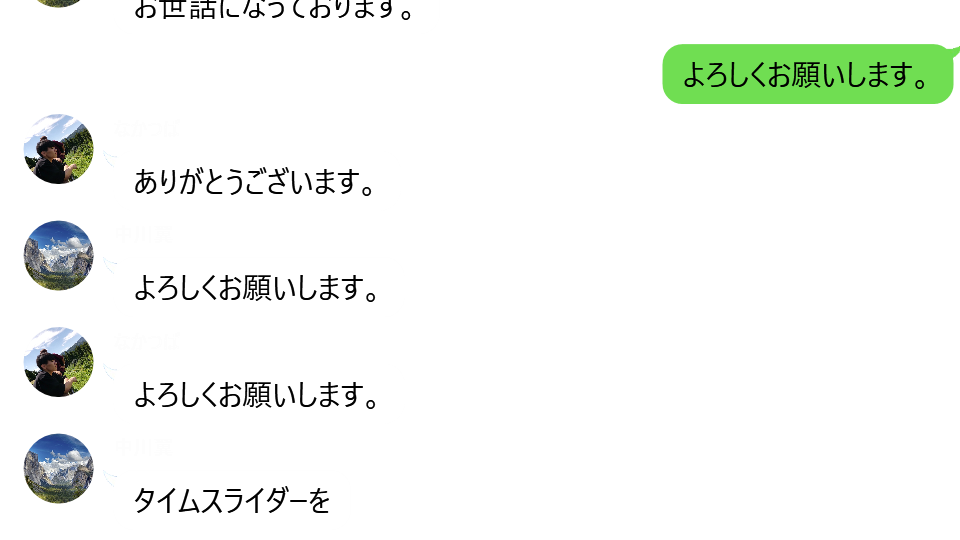 お世話になっております。
よろしくお願いします。
ありがとうございます。
よろしくお願いします。
よろしくお願いします。
タイムスライダーを